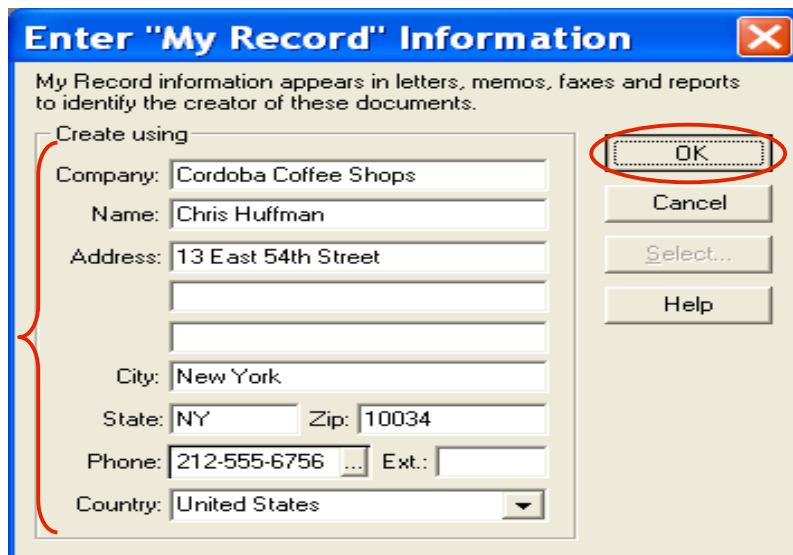 Enter "My Record" Information
My Record information appears in letters, memos, faxes and reports
to identify the creator of these documents.
Create using
Company: Cordoba Coffee Shops
Name: Chris Huffman
Address: 13 East 54th Street
City: New York
State: NY Zip: 10034
Phone: 212-555-6756 ... Ext.:
Country: United States
OK
Cancel
Select...
Help